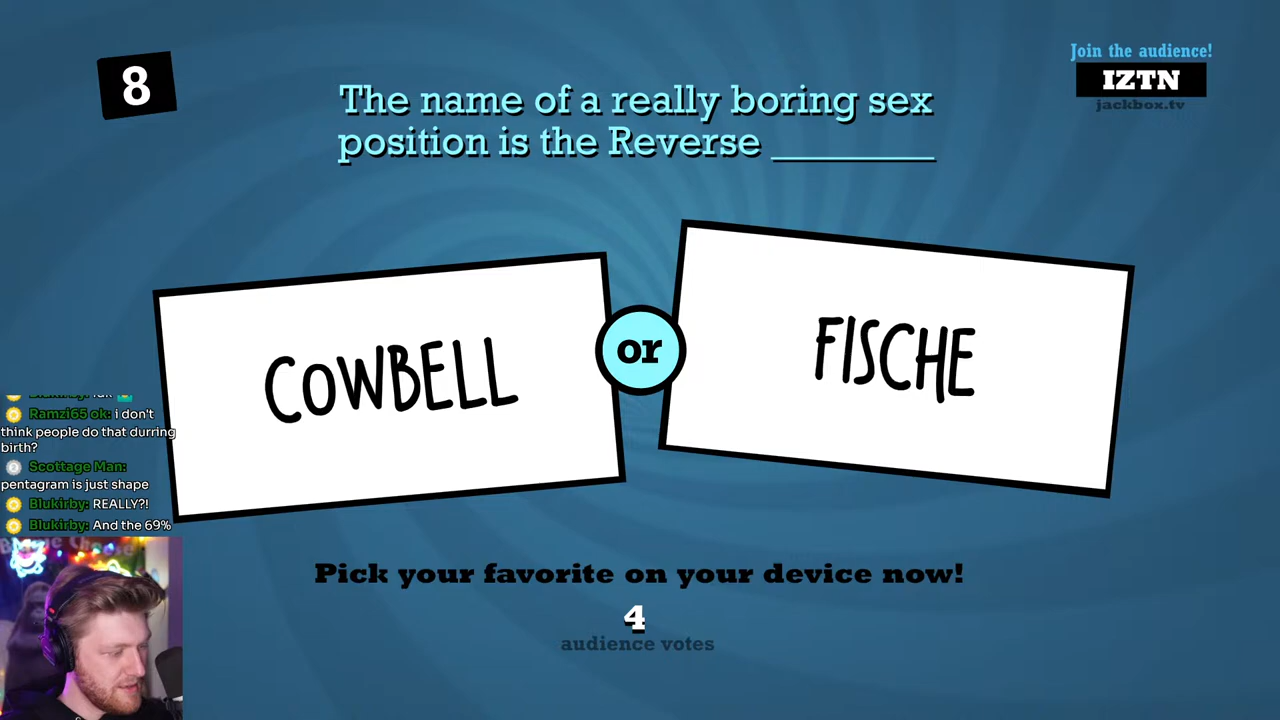 8
The name of a really boring sex
position is the Reverse ________
Join the audience!
IZTN
jackbox.tv
COWBELL
or
FISCHE
Ramzi65 ok: i don't
think people do that durring
birth?
Scottage Man:
pentagram is just shape
Blukirby: REALLY?!
Blukirby: And the 69%
Pick your favorite on your device now!
4
audience votes